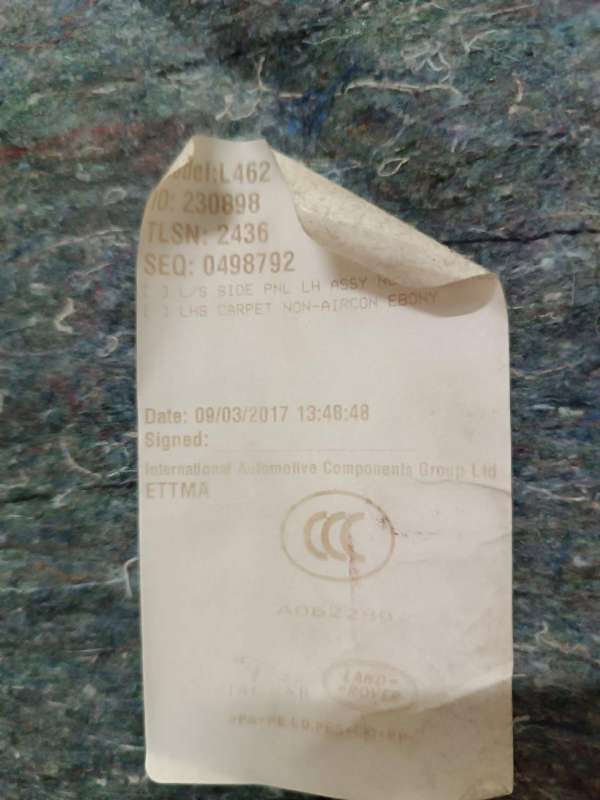 L462
230898
TLSN: 2436
SEQ: 0498792
L/S SIDE PNL LH ASSY
LHS CARPET NON-AIRCON EBONY
Date: 09/03/2017 13:48:48
Signed:
International Automotive Components Group Ltd
ETTMA
CCC
LAND-
ROVER